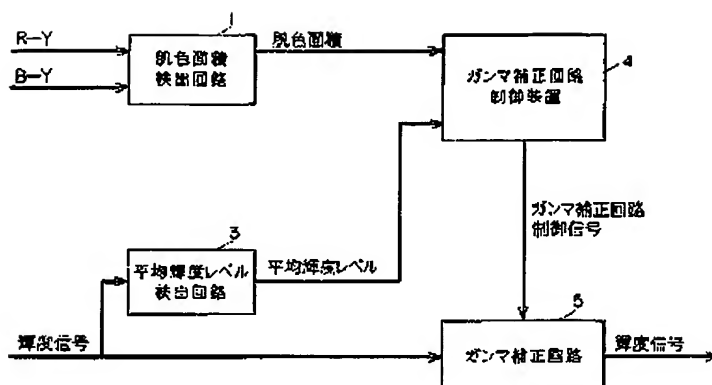 1
R-Y
B-Y
肌色面積
検出回路
肌色面積
4
ガンマ補正回路
制御装置
ガンマ補正回路
制御信号
3
平均輝度レベル
検出回路
平均輝度レベル
5
輝度信号
ガンマ補正回路
輝度信号